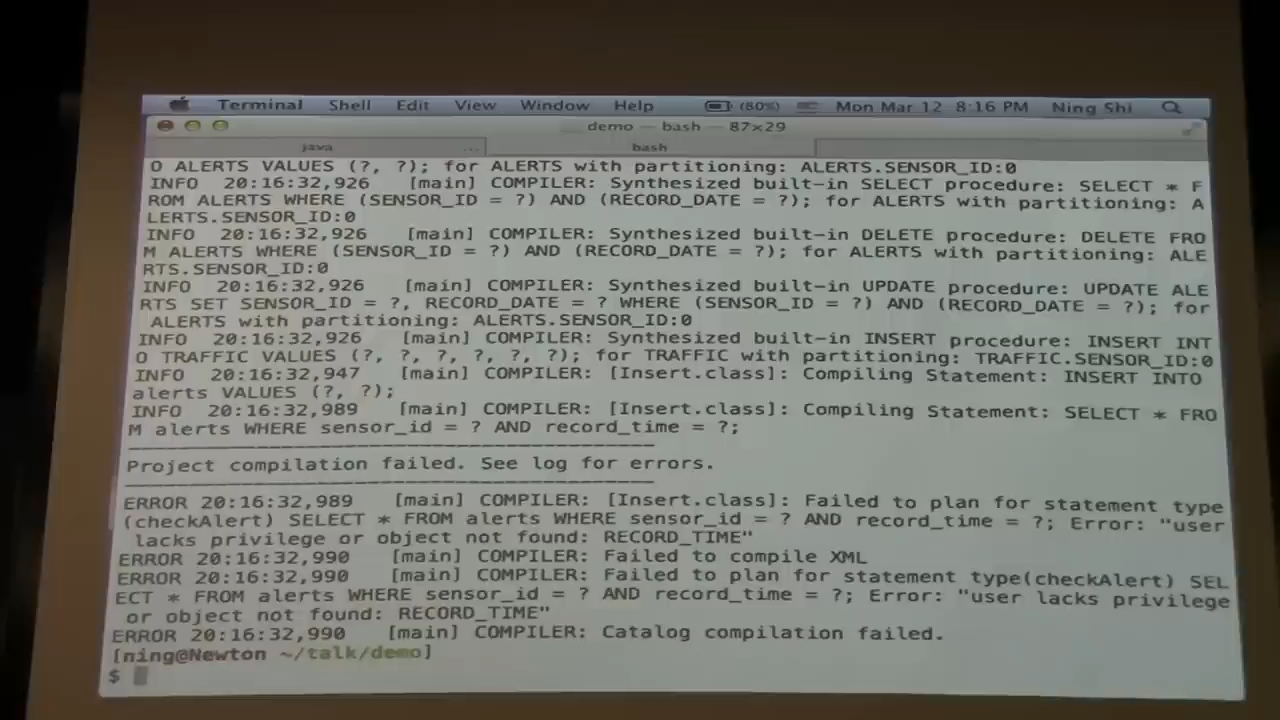 Terminal Shell Edit View Window Help (80%) Mon Mar 12 8:16 PM Ning Shi
demo — bash — 87×29
java ... bash
O ALERTS VALUES (?, ?); for ALERTS with partitioning: ALERTS.SENSOR_ID:0
INFO 20:16:32,926 [main] COMPILER: Synthesized built-in SELECT procedure: SELECT * F
ROM ALERTS WHERE (SENSOR_ID = ?) AND (RECORD_DATE = ?); for ALERTS with partitioning: A
LERTS.SENSOR_ID:0
INFO 20:16:32,926 [main] COMPILER: Synthesized built-in DELETE procedure: DELETE FRO
M ALERTS WHERE (SENSOR_ID = ?) AND (RECORD_DATE = ?); for ALERTS with partitioning: ALE
RTS.SENSOR_ID:0
INFO 20:16:32,926 [main] COMPILER: Synthesized built-in UPDATE procedure: UPDATE ALE
RTS SET SENSOR_ID = ?, RECORD_DATE = ? WHERE (SENSOR_ID = ?) AND (RECORD_DATE = ?); for
ALERTS with partitioning: ALERTS.SENSOR_ID:0
INFO 20:16:32,926 [main] COMPILER: Synthesized built-in INSERT procedure: INSERT INT
O TRAFFIC VALUES (?, ?, ?, ?, ?, ?); for TRAFFIC with partitioning: TRAFFIC.SENSOR_ID:0
INFO 20:16:32,947 [main] COMPILER: [Insert.class]: Compiling Statement: INSERT INTO
alerts VALUES (?, ?);
INFO 20:16:32,989 [main] COMPILER: [Insert.class]: Compiling Statement: SELECT * FRO
M alerts WHERE sensor_id = ? AND record_time = ?;
------------------------------------------------
Project compilation failed. See log for errors.
------------------------------------------------
ERROR 20:16:32,989 [main] COMPILER: [Insert.class]: Failed to plan for statement type
(checkAlert) SELECT * FROM alerts WHERE sensor_id = ? AND record_time = ?; Error: "user
lacks privilege or object not found: RECORD_TIME"
ERROR 20:16:32,990 [main] COMPILER: Failed to compile XML
ERROR 20:16:32,990 [main] COMPILER: Failed to plan for statement type(checkAlert) SEL
ECT * FROM alerts WHERE sensor_id = ? AND record_time = ?; Error: "user lacks privilege
or object not found: RECORD_TIME"
ERROR 20:16:32,990 [main] COMPILER: Catalog compilation failed.
[ning@Newton ~/talk/demo]
$